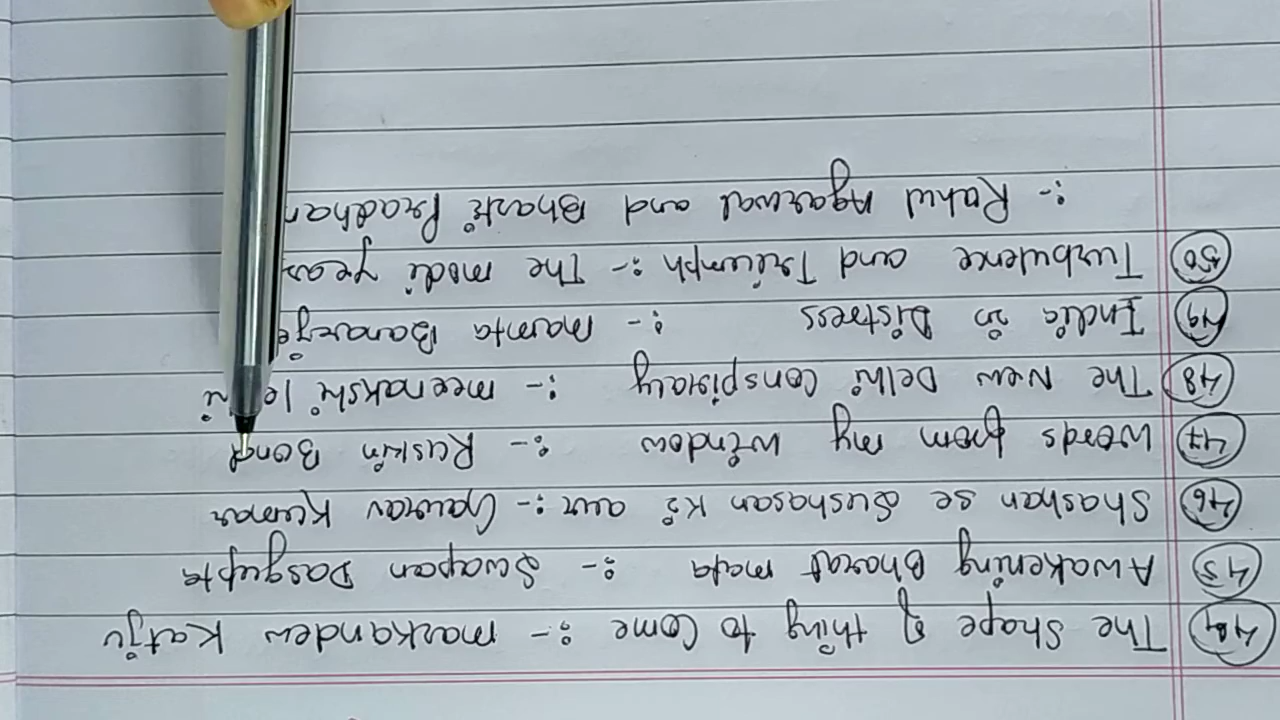 44 The Shape of thing to Come :- markandew Katju
45 Awakening Bharat mata :- Swapan Dasgupta
46 Shashan se Sushasan ki aur :- Gaurav Kumar
47 Words from my window :- Ruskin Bond
48 The New Delhi Conspiracy :- meenakshi
49 India in Distress :- mamta Banarje
50 Turbulence and Triumph :- The modi years
:- Rahul Agarwal and Bharti Pradhan